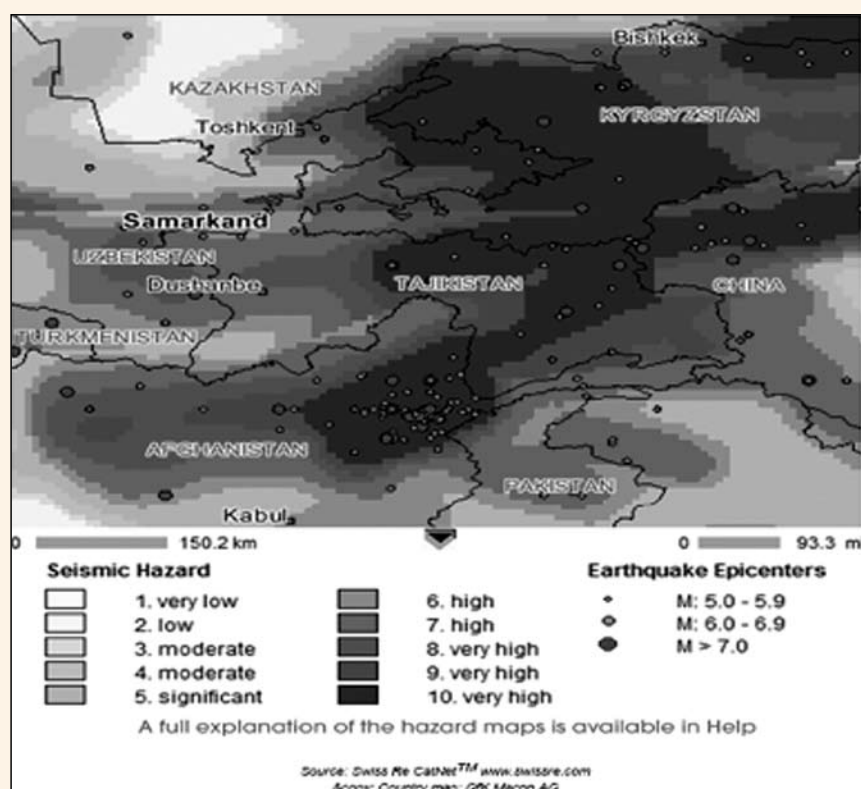 Bishkek
KAZAKHSTAN
KYRGYZSTAN
Toshkent
Samarkand
UZBEKISTAN
Dushanbe
TAJIKISTAN
CHINA
TURKMENISTAN
AFGHANISTAN
PAKISTAN
Kabul
0 150.2 km 0 93.3 m
Seismic Hazard Earthquake Epicenters
1. very low 6. high M: 5.0 - 5.9
2. low 7. high M: 6.0 - 6.9
3. moderate 8. very high M > 7.0
4. moderate 9. very high
5. significant 10. very high
A full explanation of the hazard maps is available in Help
Source: Swiss Re CatNet™ www.swissre.com
Country map: AG